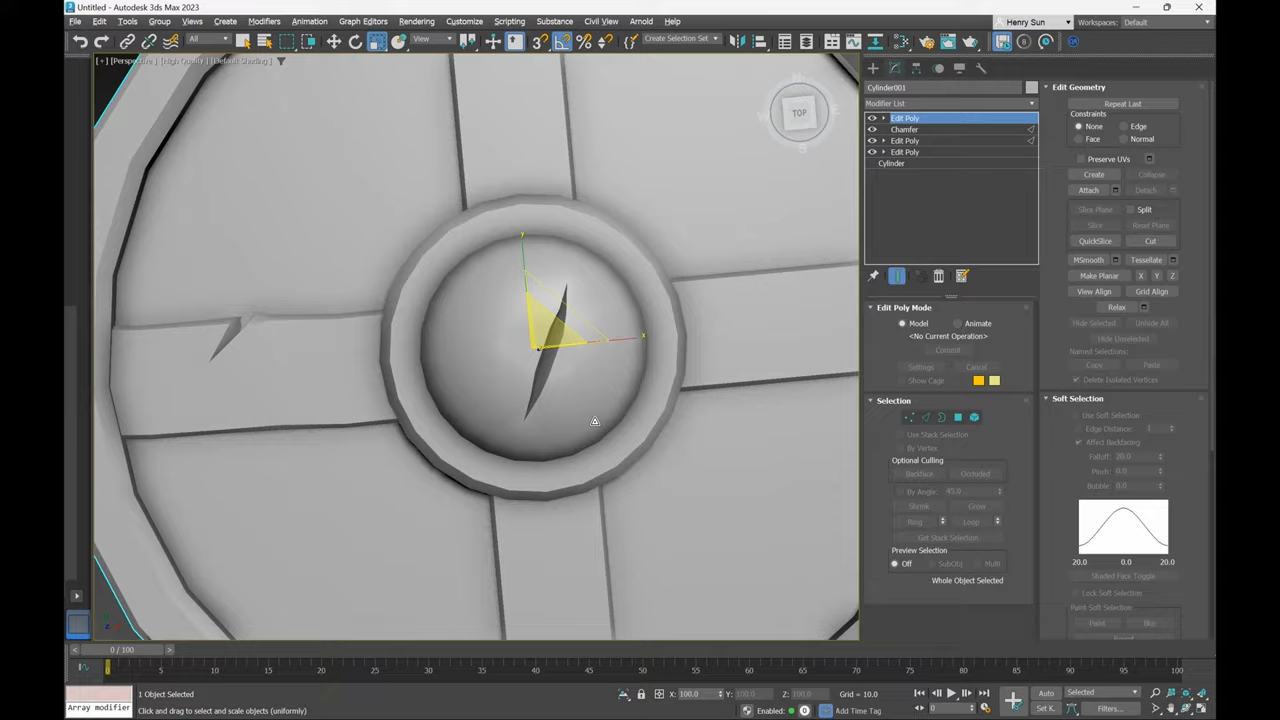 Untitled - Autodesk 3ds Max 2023
File Edit Tools Group Views Create Modifiers Animation Graph Editors Rendering Customize Scripting Substance Civil View Arnold Help
Henry Sun
Workspaces: Default
All
View
Create Selection Set
[+] [Perspective] [High Quality] [Default Shading]
TOP
Cylinder001
Modifier List
Edit Poly
Chamfer
Edit Poly
Edit Poly
Cylinder
Edit Poly Mode
Model Animate
<No Current Operation>
Commit
Settings Cancel
Show Cage
Selection
Use Stack Selection
By Vertex
Optional Culling
Backface Occluded
By Angle: 45.0
Shrink Grow
Ring Loop
Get Stack Selection
Preview Selection
Off SubObj Multi
Whole Object Selected
Edit Geometry
Repeat Last
Constraints
None Edge
Face Normal
Preserve UVs
Create Collapse
Attach Detach
Slice Plane Split
Slice Reset Plane
QuickSlice Cut
MSmooth Tessellate
Make Planar X Y Z
View Align Grid Align
Relax
Hide Selected Unhide All
Hide Unselected
Named Selections:
Copy Paste
Delete Isolated Vertices
Soft Selection
Use Soft Selection
Edge Distance: 1
Affect Backfacing
Falloff: 20.0
Pinch: 0.0
Bubble: 0.0
20.0 0.0 20.0
Shaded Face Toggle
Lock Soft Selection
Paint Soft Selection
Paint Blur
0 / 100
0 5 10 15 20 25 30 35 40 45 50 55 60 65 70 75 80 85 90 95 100
Array modifier
1 Object Selected
Click and drag to select and scale objects (uniformly)
X: 100.0 Y: 100.0 Z: 100.0 Grid = 10.0
Enabled: 0 Add Time Tag
0
Auto Selected
Set K. Filters...